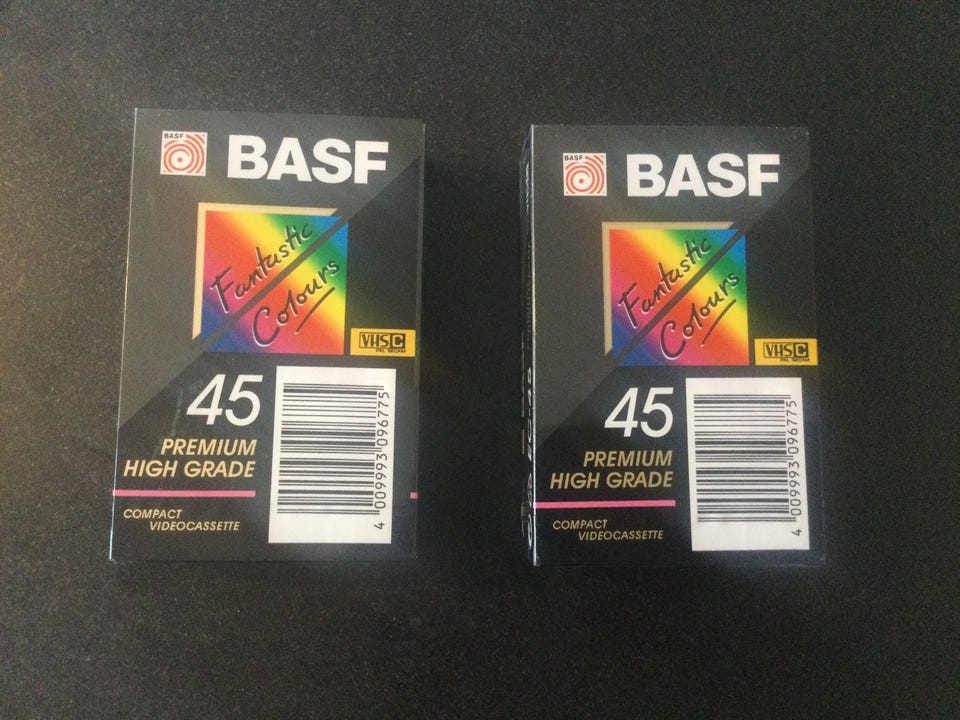 BASF
BASF
Fantastic
Colours
VHS C
PAL SECAM
45
PREMIUM
HIGH GRADE
COMPACT
VIDEOCASSETTE
4 009993 096775
BASF
BASF
Fantastic
Colours
VHS C
PAL SECAM
45
PREMIUM
HIGH GRADE
COMPACT
VIDEOCASSETTE
4 009993 096775